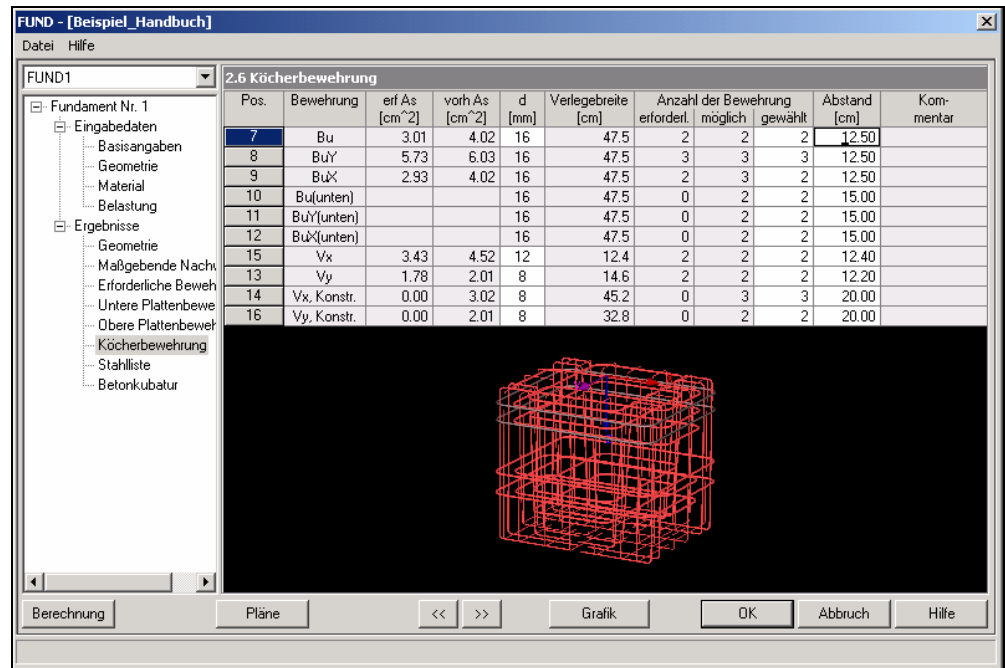 FUND - [Beispiel_Handbuch]
Datei Hilfe
FUND1
Fundament Nr. 1
Eingabedaten
Basisangaben
Geometrie
Material
Belastung
Ergebnisse
Geometrie
Maßgebende Nachw
Erforderliche Beweh
Untere Plattenbewe
Obere Plattenbeweh
Köcherbewehrung
Stahlliste
Betonkubatur
2.6 Köcherbewehrung
Pos. Bewehrung erf As vorh As d Verlegebreite Anzahl der Bewehrung Abstand Kom-
[cm^2] [cm^2] [mm] [cm] erforderl. möglich gewählt [cm] mentar
7 Bu 3.01 4.02 16 47.5 2 2 2 12.50
8 BuY 5.73 6.03 16 47.5 3 3 3 12.50
9 BuX 2.93 4.02 16 47.5 2 3 2 12.50
10 Bu(unten) 16 47.5 0 2 2 15.00
11 BuY(unten) 16 47.5 0 2 2 15.00
12 BuX(unten) 16 47.5 0 2 2 15.00
15 Vx 3.43 4.52 12 12.4 2 2 2 12.40
13 Vy 1.78 2.01 8 14.6 2 2 2 12.20
14 Vx, Konstr. 0.00 3.02 8 45.2 0 3 3 20.00
16 Vy, Konstr. 0.00 2.01 8 32.8 0 2 2 20.00
Berechnung Pläne << >> Grafik OK Abbruch Hilfe